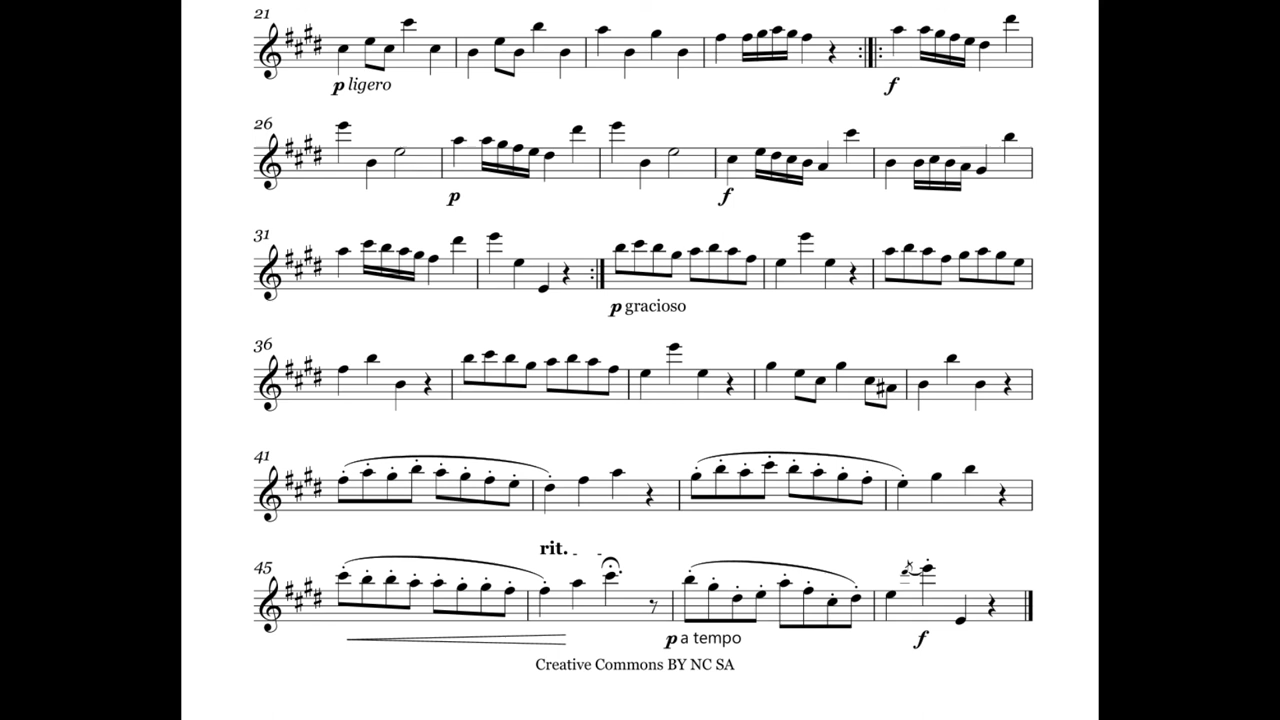 21
p ligero
f
26
p
f
31
p gracioso
36
41
rit.
45
p a tempo
f
Creative Commons BY NC SA